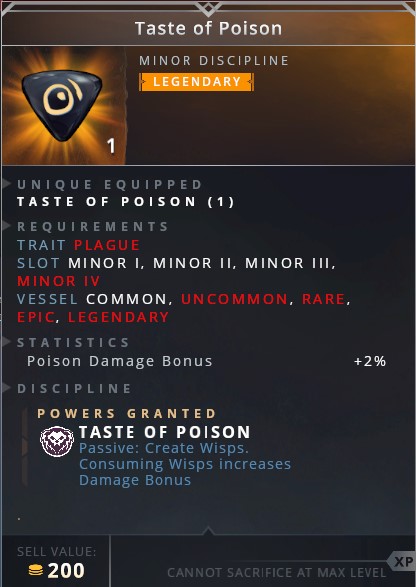 Taste of Poison
MINOR DISCIPLINE
LEGENDARY
1
UNIQUE EQUIPPED
TASTE OF POISON (1)
REQUIREMENTS
TRAIT PLAGUE
SLOT MINOR I, MINOR II, MINOR III,
MINOR IV
VESSEL COMMON, UNCOMMON, RARE,
EPIC, LEGENDARY
STATISTICS
Poison Damage Bonus +2%
DISCIPLINE
POWERS GRANTED
TASTE OF POISON
Passive: Create Wisps.
Consuming Wisps increases
Damage Bonus
.
SELL VALUE:
200
CANNOT SACRIFICE AT MAX LEVEL XP